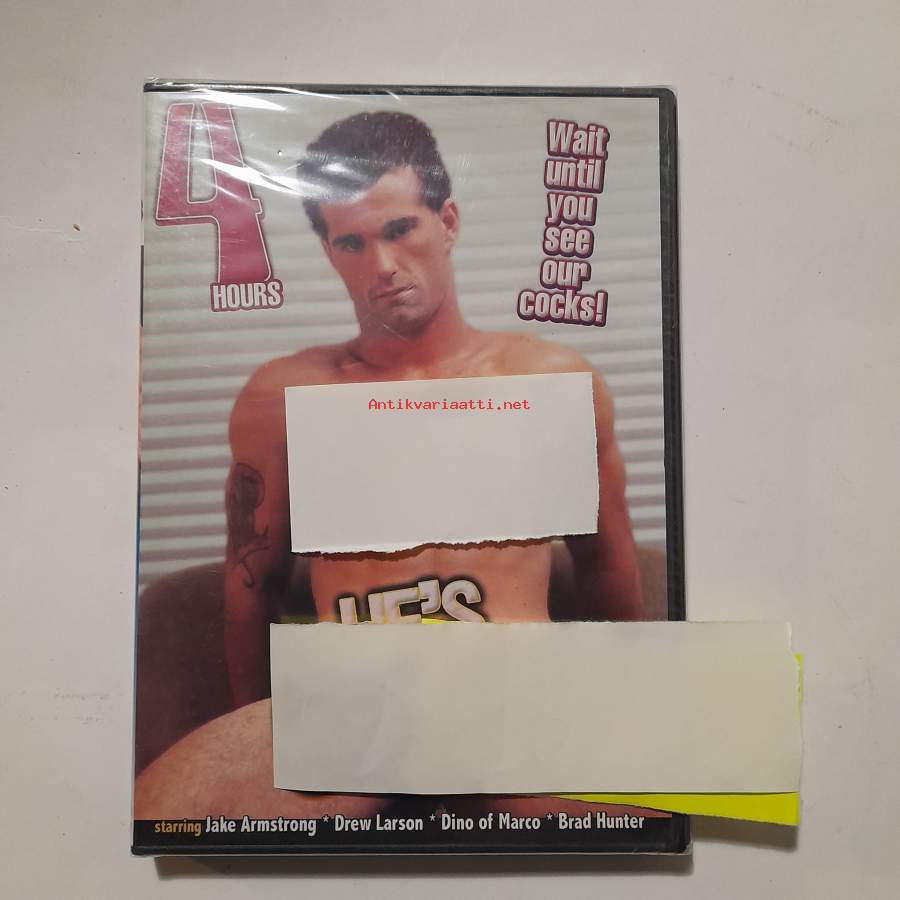 4
HOURS
Wait
until
you
see
our
cocks!
Antikvariaatti.net
HE'S
starring Jake Armstrong * Drew Larson * Dino of Marco * Brad Hunter